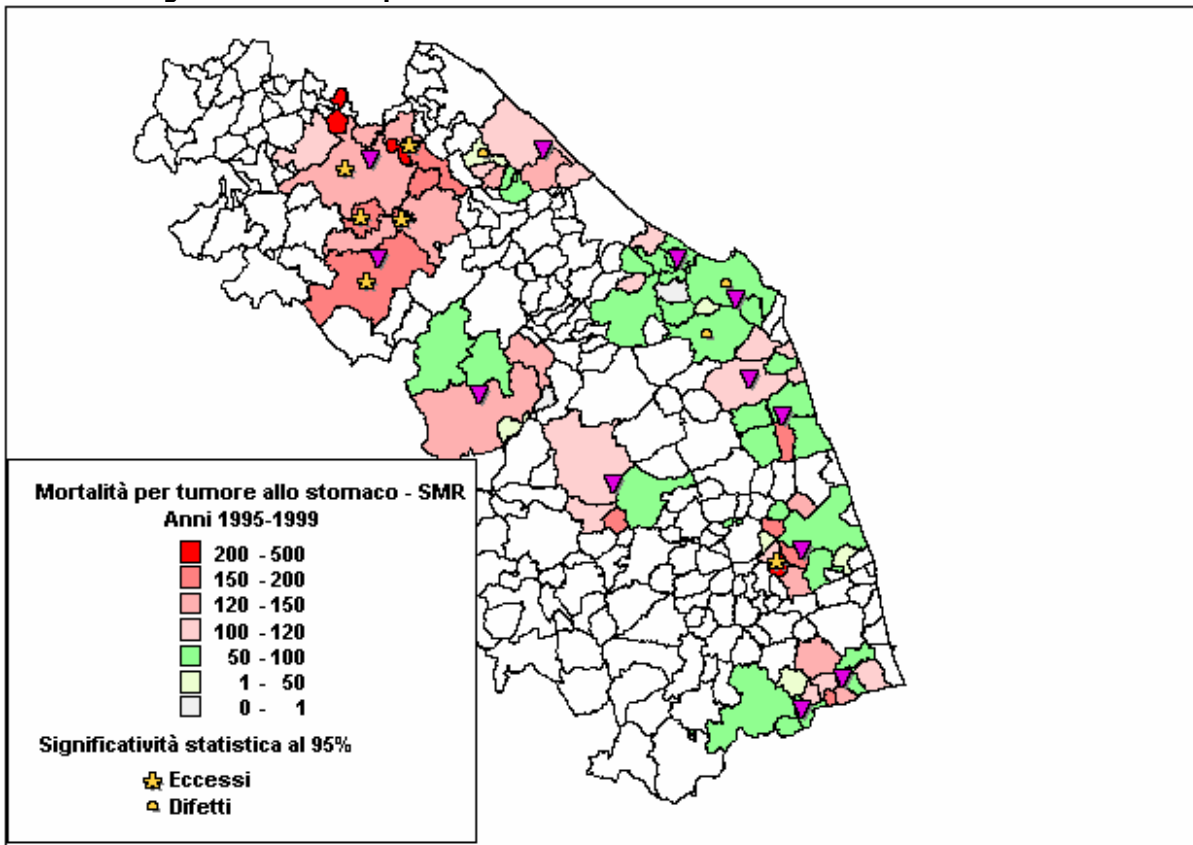 Mortalità per tumore allo stomaco - SMR
Anni 1995-1999
200 - 500
150 - 200
120 - 150
100 - 120
50 - 100
1 - 50
0 - 1
Significatività statistica al 95%
Eccessi
Difetti